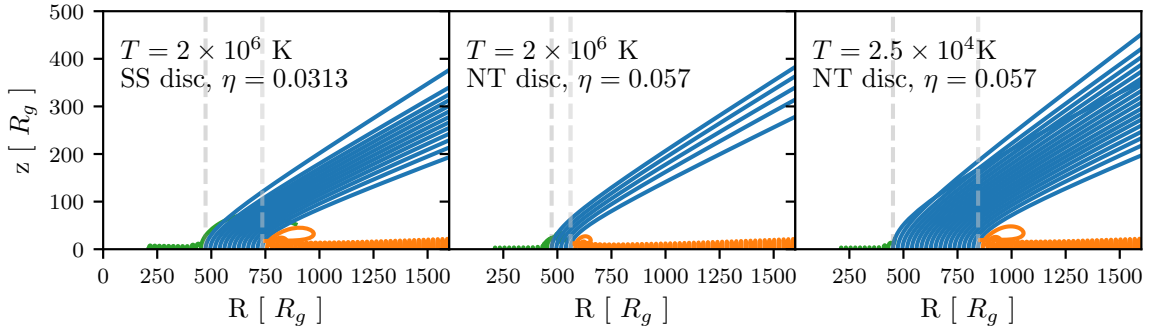 500
400
300
200
100
0
z [ R_g ]
T = 2 × 10^6 K
SS disc, η = 0.0313
0 250 500 750 1000 1250 1500
R [ R_g ]
T = 2 × 10^6 K
NT disc, η = 0.057
250 500 750 1000 1250 1500
R [ R_g ]
T = 2.5 × 10^4K
NT disc, η = 0.057
250 500 750 1000 1250 1500
R [ R_g ]